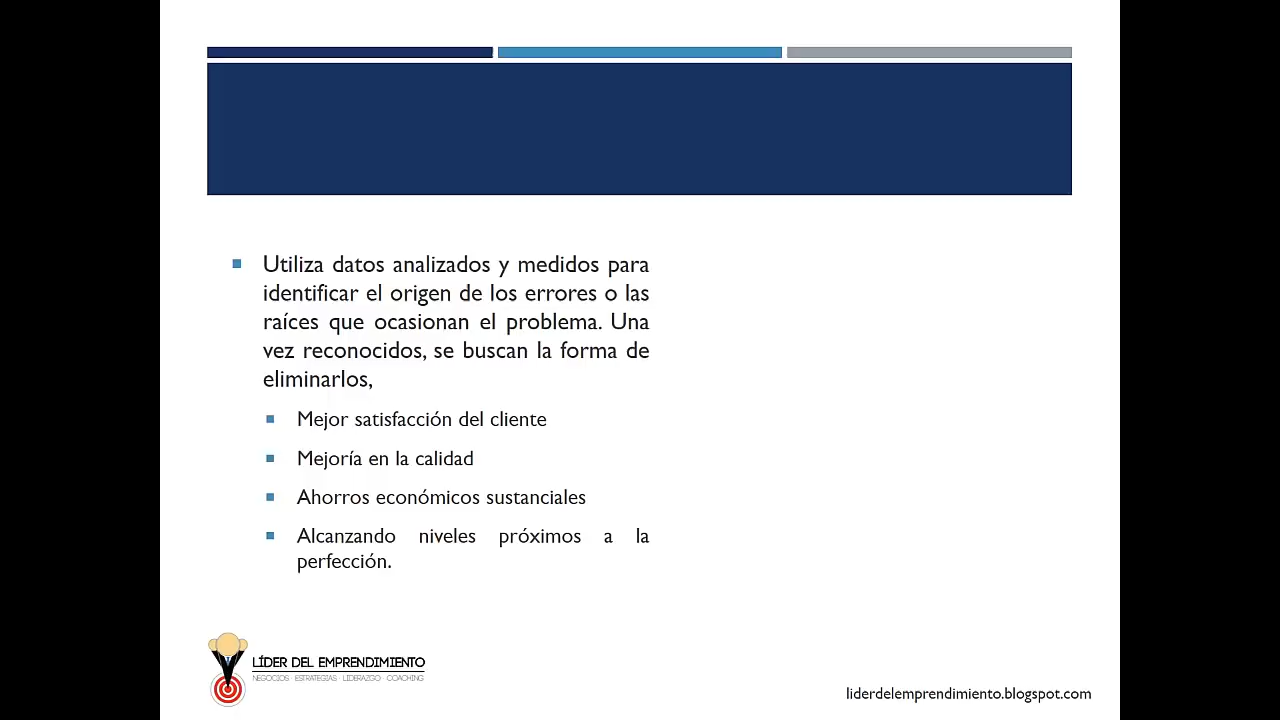 Utiliza datos analizados y medidos para
identificar el origen de los errores o las
raíces que ocasionan el problema. Una
vez reconocidos, se buscan la forma de
eliminarlos,
Mejor satisfacción del cliente
Mejoría en la calidad
Ahorros económicos sustanciales
Alcanzando niveles próximos a la
perfección.
LÍDER DEL EMPRENDIMIENTO
NEGOCIOS · ESTRATEGIAS · LIDERAZGO · COACHING
liderdelemprendimiento.blogspot.com